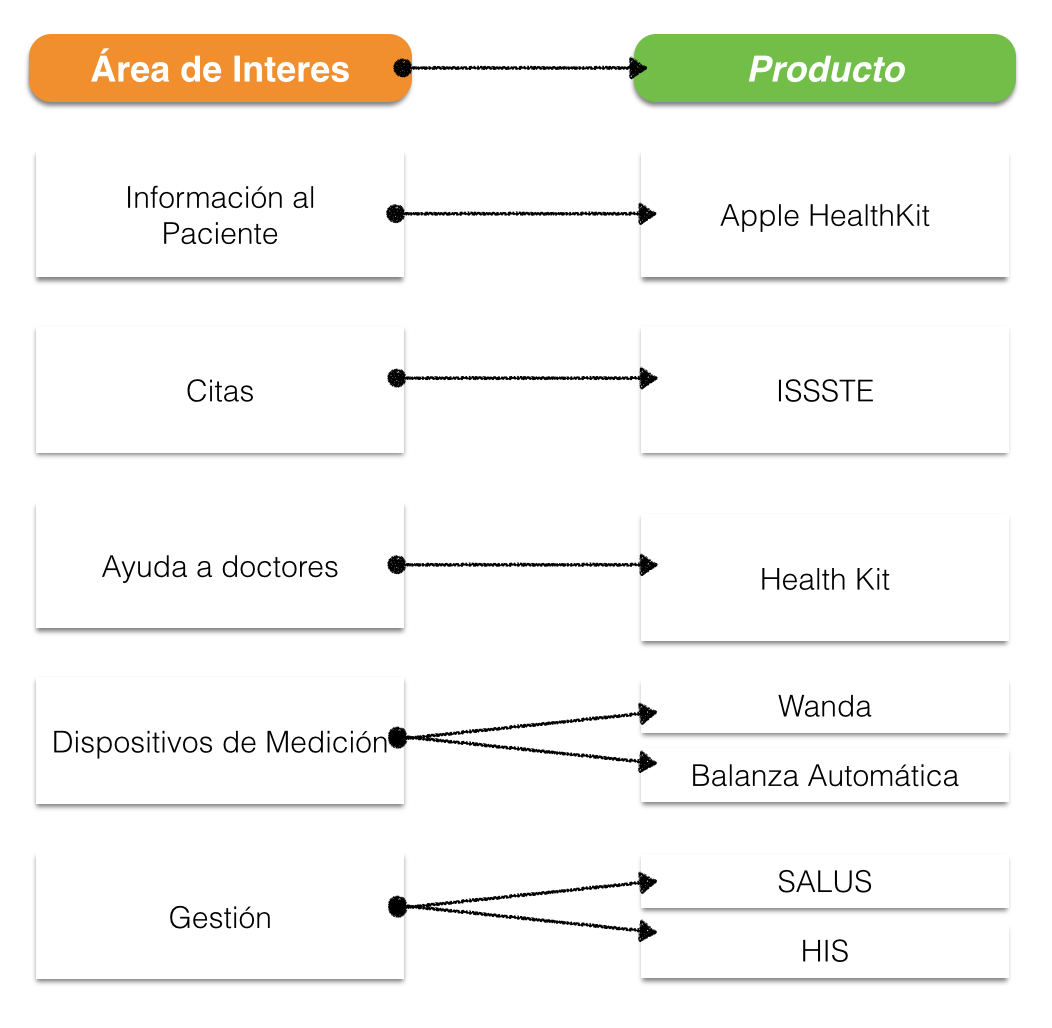 Área de Interes
Producto
Información al
Paciente
Apple HealthKit
Citas
ISSSTE
Ayuda a doctores
Health Kit
Dispositivos de Medición
Wanda
Balanza Automática
Gestión
SALUS
HIS